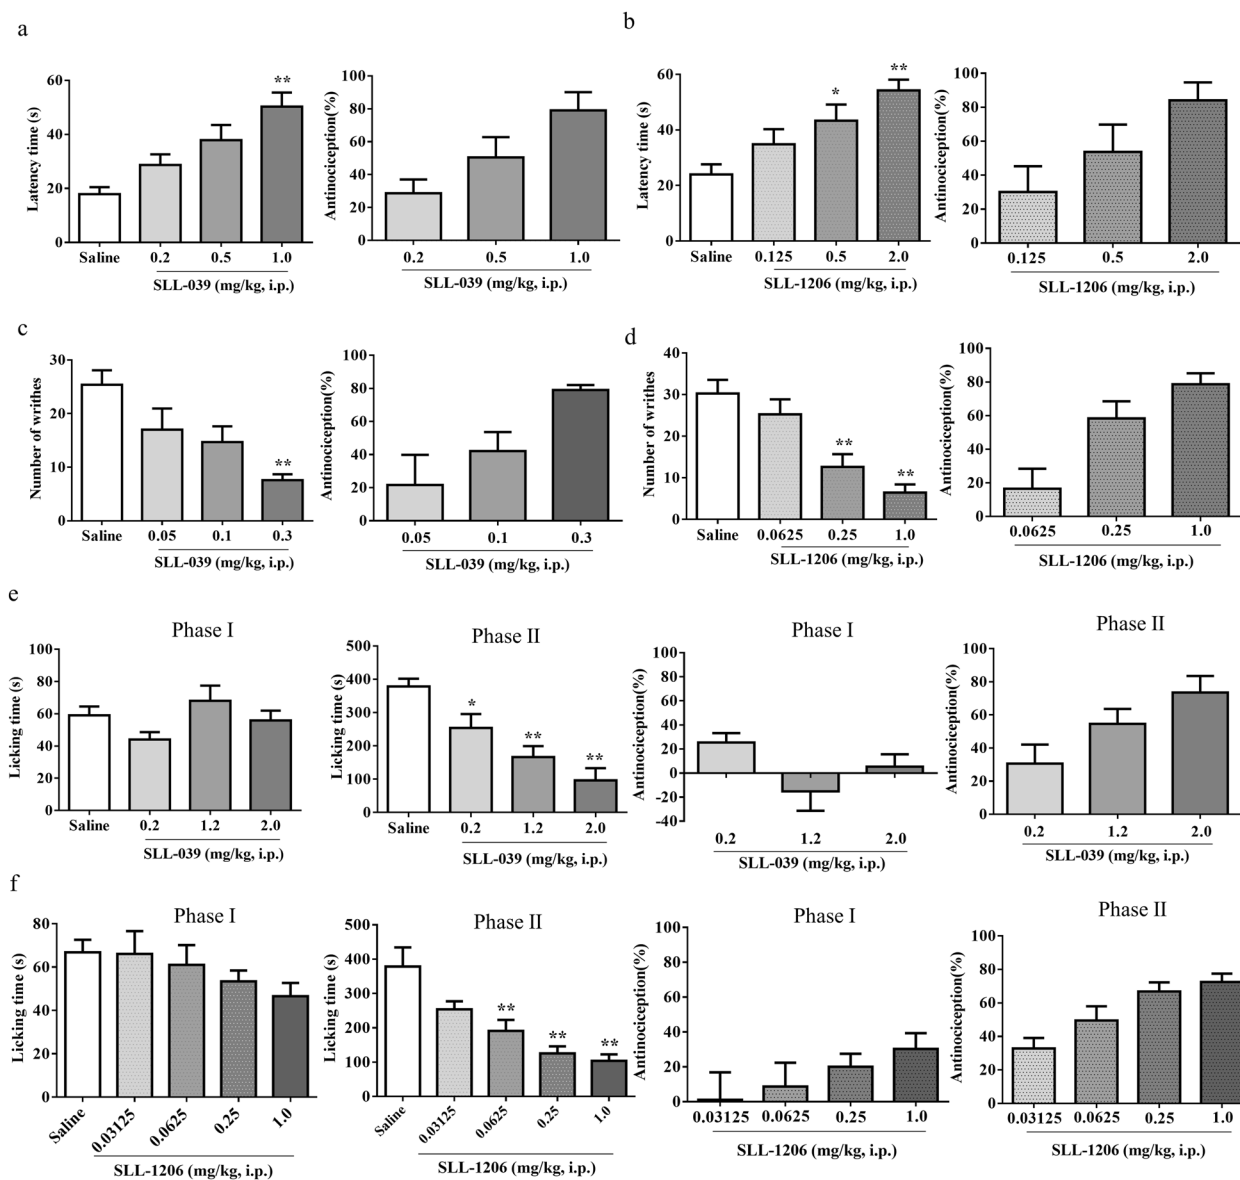 a
Latency time (s)
60
40
20
0
**
Saline
0.2
0.5
1.0
SLL-039 (mg/kg, i.p.)
Antinociception(%)
100
80
60
40
20
0
0.2
0.5
1.0
SLL-039 (mg/kg, i.p.)
b
Latency time (s)
60
40
20
0
*
**
Saline
0.125
0.5
2.0
SLL-1206 (mg/kg, i.p.)
Antinociception(%)
100
80
60
40
20
0
0.125
0.5
2.0
SLL-1206 (mg/kg, i.p.)
c
Number of writhes
30
20
10
0
**
Saline
0.05
0.1
0.3
SLL-039 (mg/kg, i.p.)
Antinociception(%)
100
80
60
40
20
0
0.05
0.1
0.3
SLL-039 (mg/kg, i.p.)
d
Number of writhes
40
30
20
10
0
**
**
Saline
0.0625
0.25
1.0
SLL-1206 (mg/kg, i.p.)
Antinociception(%)
100
80
60
40
20
0
0.0625
0.25
1.0
SLL-1206 (mg/kg, i.p.)
e
Phase I
Licking time (s)
100
80
60
40
20
0
Saline
0.2
1.2
2.0
SLL-039 (mg/kg, i.p.)
Phase II
Licking time (s)
500
400
300
200
100
0
*
**
**
Saline
0.2
1.2
2.0
SLL-039 (mg/kg, i.p.)
Phase I
Antinociception(%)
100
80
60
40
20
0
-20
-40
0.2
1.2
2.0
SLL-039 (mg/kg, i.p.)
Phase II
Antinociception(%)
100
80
60
40
20
0
0.2
1.2
2.0
SLL-039 (mg/kg, i.p.)
f
Phase I
Licking time (s)
80
60
40
20
0
Saline
0.03125
0.0625
0.25
1.0
SLL-1206 (mg/kg, i.p.)
Phase II
Licking time (s)
500
400
300
200
100
0
**
**
**
Saline
0.03125
0.0625
0.25
1.0
SLL-1206 (mg/kg, i.p.)
Phase I
Antinociception(%)
100
80
60
40
20
0
0.03125
0.0625
0.25
1.0
SLL-1206 (mg/kg, i.p.)
Phase II
Antinociception(%)
100
80
60
40
20
0
0.03125
0.0625
0.25
1.0
SLL-1206 (mg/kg, i.p.)